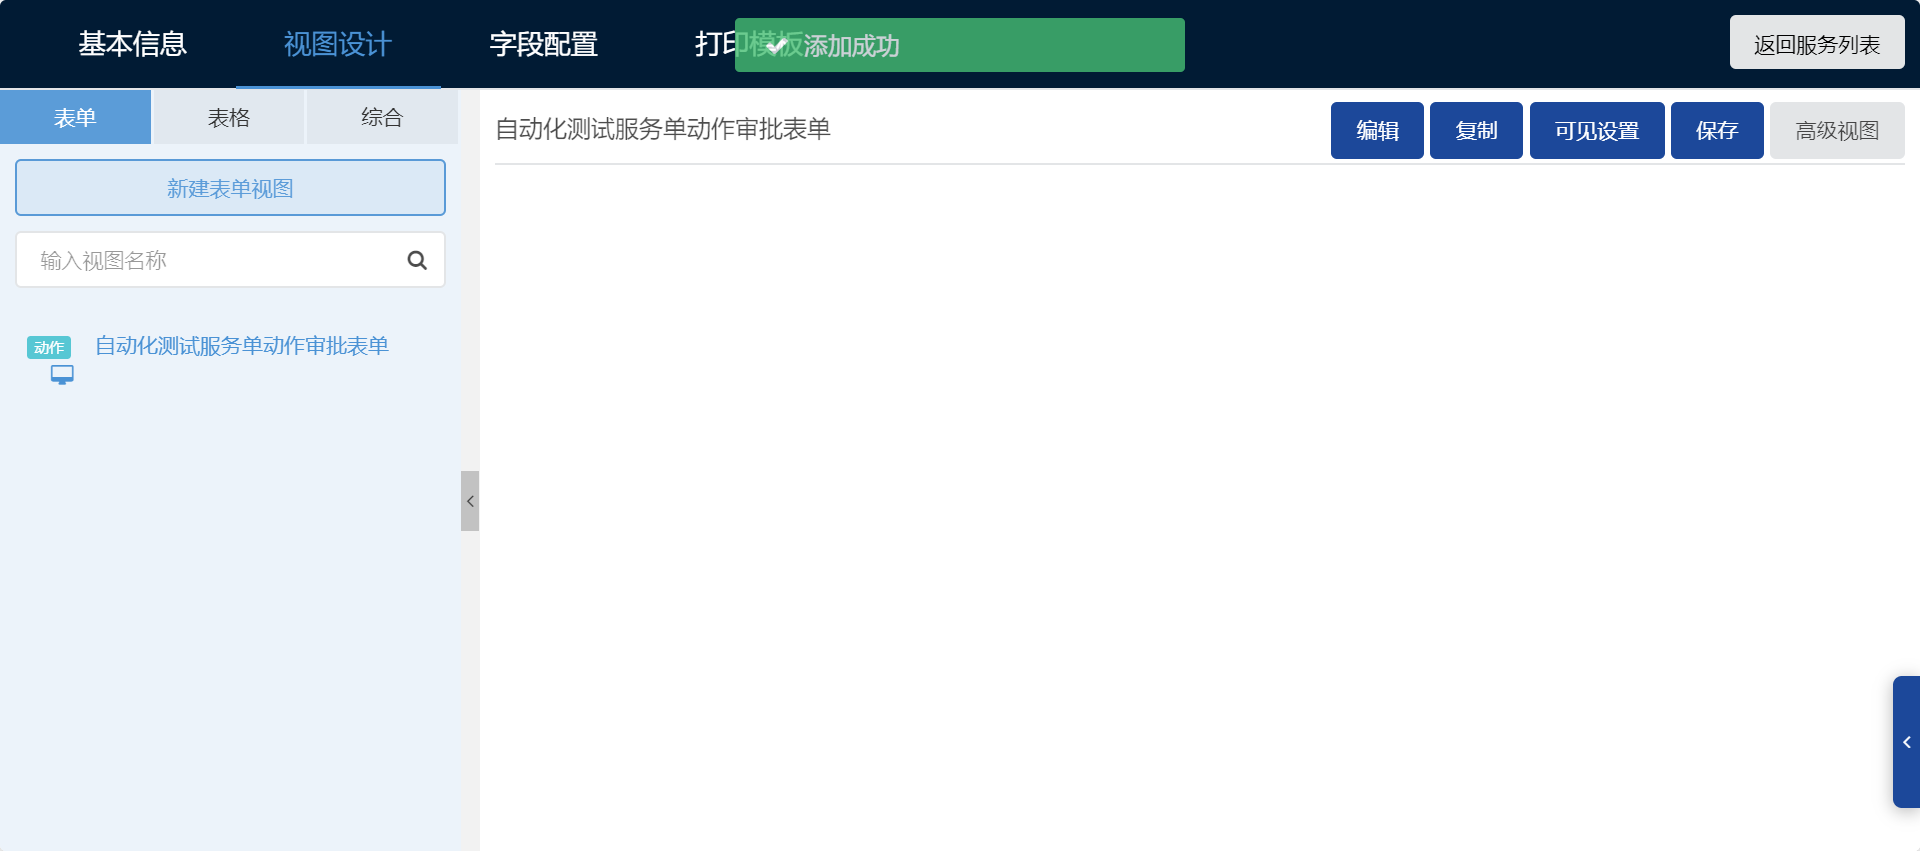 基本信息 视图设计 字段配置 打印模板 添加成功 返回服务列表
表单 表格 综合
自动化测试服务单动作审批表单 编辑 复制 可见设置 保存 高级视图
新建表单视图
输入视图名称
动作 自动化测试服务单动作审批表单